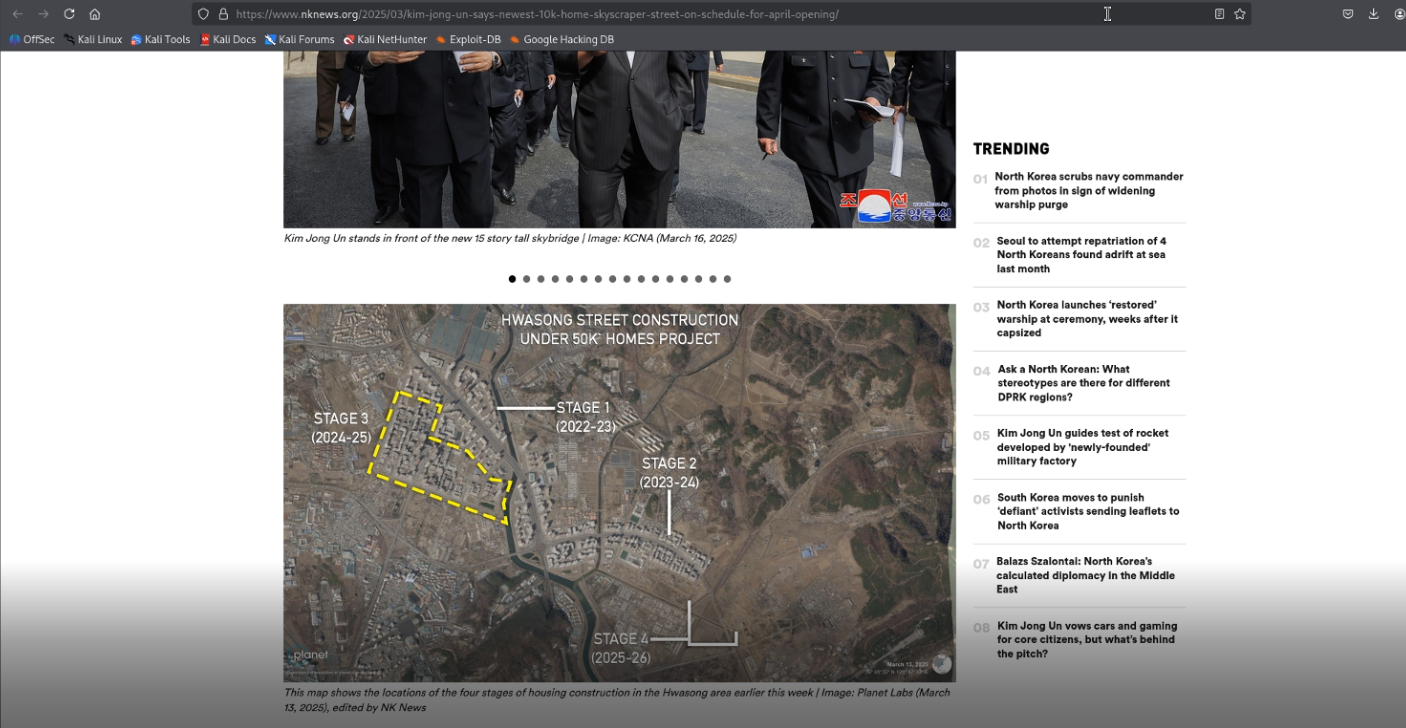 https://www.nknews.org/2025/03/kim-jong-un-says-newest-10k-home-skyscraper-street-on-schedule-for-april-opening/
OffSec Kali Linux Kali Tools Kali Docs Kali Forums Kali NetHunter Exploit-DB Google Hacking DB
조선
중앙통신
Kim Jong Un stands in front of the new 15 story tall skybridge | Image: KCNA (March 16, 2025)
HWASONG STREET CONSTRUCTION
UNDER 50K HOMES PROJECT
STAGE 3
(2024-25)
STAGE 1
(2022-23)
STAGE 2
(2023-24)
STAGE 4
(2025-26)
planet
March 13, 2025
This map shows the locations of the four stages of housing construction in the Hwasong area earlier this week | Image: Planet Labs (March
13, 2025), edited by NK News
TRENDING
01 North Korea scrubs navy commander
from photos in sign of widening
warship purge
02 Seoul to attempt repatriation of 4
North Koreans found adrift at sea
last month
03 North Korea launches ‘restored’
warship at ceremony, weeks after it
capsized
04 Ask a North Korean: What
stereotypes are there for different
DPRK regions?
05 Kim Jong Un guides test of rocket
developed by 'newly-founded'
military factory
06 South Korea moves to punish
‘defiant’ activists sending leaflets to
North Korea
07 Balazs Szalontai: North Korea’s
calculated diplomacy in the Middle
East
08 Kim Jong Un vows cars and gaming
for core citizens, but what’s behind
the pitch?